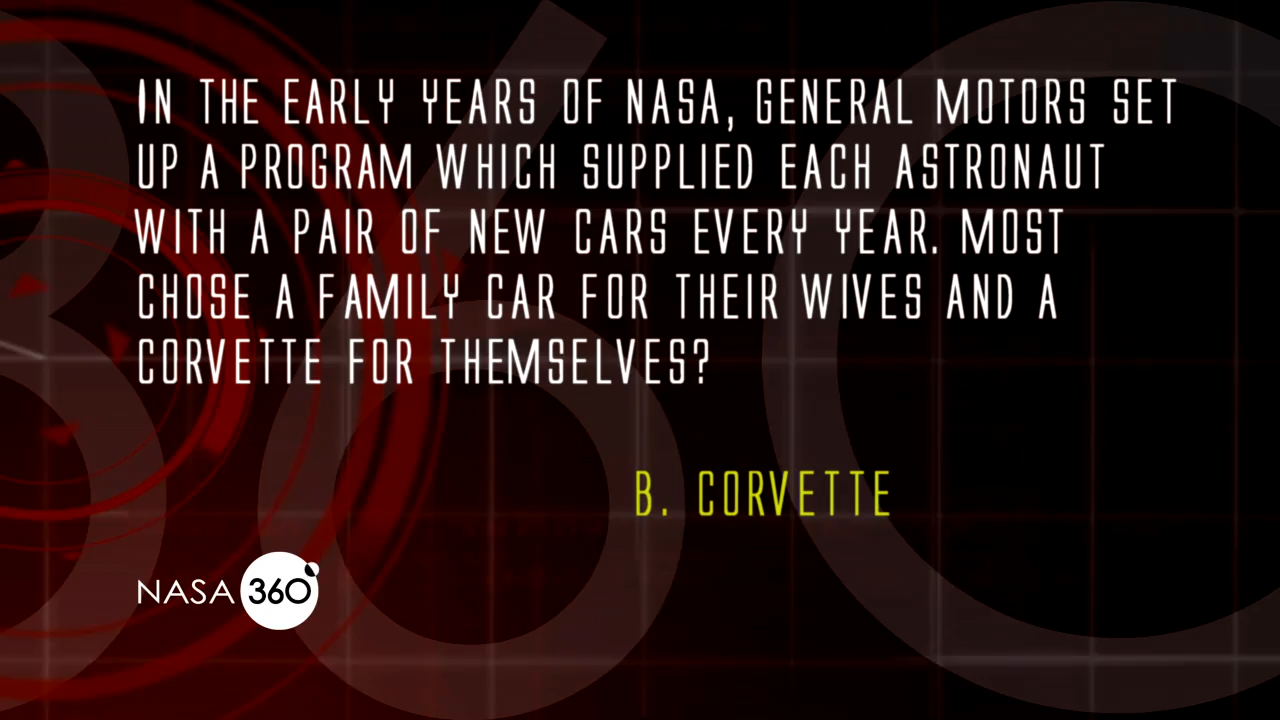 IN THE EARLY YEARS OF NASA, GENERAL MOTORS SET
UP A PROGRAM WHICH SUPPLIED EACH ASTRONAUT
WITH A PAIR OF NEW CARS EVERY YEAR. MOST
CHOSE A FAMILY CAR FOR THEIR WIVES AND A
CORVETTE FOR THEMSELVES?
B. CORVETTE
NASA 360